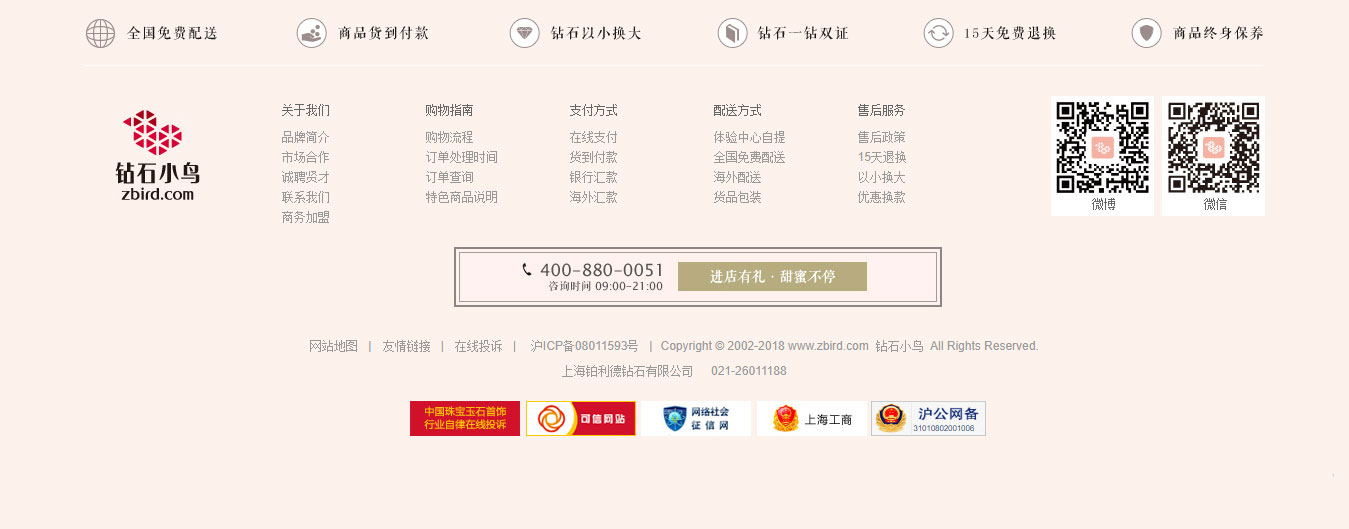 全国免费配送 商品货到付款 钻石以小换大 钻石一钻双证 15天免费退换 商品终身保养
钻石小鸟
zbird.com
关于我们
品牌简介
市场合作
诚聘贤才
联系我们
商务加盟
购物指南
购物流程
订单处理时间
订单查询
特色商品说明
支付方式
在线支付
货到付款
银行汇款
海外汇款
配送方式
体验中心自提
全国免费配送
海外配送
货品包装
售后服务
售后政策
15天退换
以小换大
优惠换款
微博
微信
400-880-0051
咨询时间 09:00-21:00
进店有礼·甜蜜不停
网站地图 | 友情链接 | 在线投诉 | 沪ICP备08011593号 | Copyright © 2002-2018 www.zbird.com 钻石小鸟 All Rights Reserved.
上海铂利德钻石有限公司 021-26011188
中国珠宝玉石首饰
行业自律在线投诉
可信网站
网络社会
征信网
上海工商
沪公网备
31010802001006